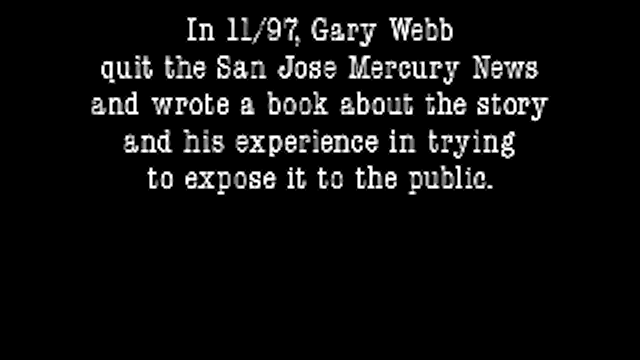 In 11/97, Gary Webb
quit the San Jose Mercury News
and wrote a book about the story
and his experience in trying
to expose it to the public.